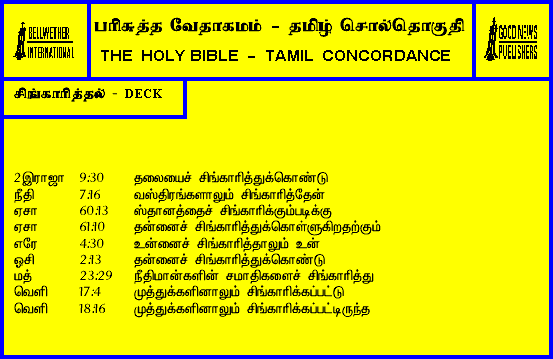 BELLWETHER
INTERNATIONAL
பரிசுத்த வேதாகமம் - தமிழ் சொல்தொகுதி
THE HOLY BIBLE - TAMIL CONCORDANCE
GOOD NEWS
PUBLISHERS
சிங்காரித்தல் - DECK
2இராஜா 9:30 தலையைச் சிங்காரித்துக்கொண்டு
நீதி 7:16 வஸ்திரங்களாலும் சிங்காரித்தேன்
ஏசா 60:13 ஸ்தானத்தைச் சிங்காரிக்கும்படிக்கு
ஏசா 61:10 தன்னைச் சிங்காரித்துக்கொள்ளுகிறதற்கும்
எரே 4:30 உன்னைச் சிங்காரித்தாலும் உன்
ஓசி 2:13 தன்னைச் சிங்காரித்துக்கொண்டு
மத் 23:29 நீதிமான்களின் சமாதிகளைச் சிங்காரித்து
வெளி 17:4 முத்துக்களினாலும் சிங்காரிக்கப்பட்டு
வெளி 18:16 முத்துக்களினாலும் சிங்காரிக்கப்பட்டிருந்த